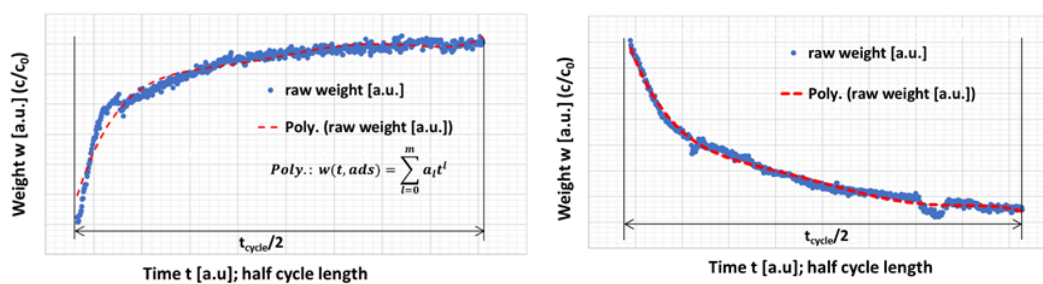 Weight w [a.u.] (c/c₀)
raw weight [a.u.]
Poly. (raw weight [a.u.])
Poly.: w(t, ads) = ∑_{l=0}^{m} a_l t^l
t_cycle/2
Time t [a.u]; half cycle length
Weight w [a.u.] (c/c₀)
raw weight [a.u.]
Poly. (raw weight [a.u.])
t_cycle/2
Time t [a.u]; half cycle length